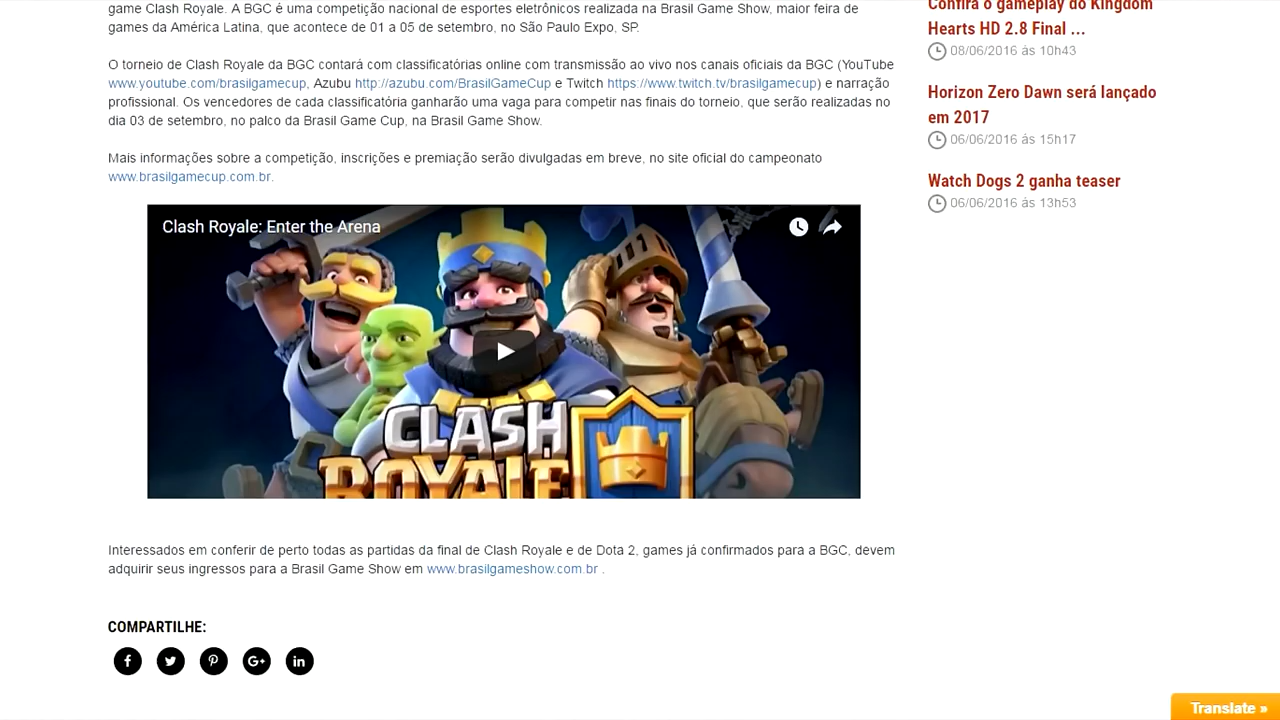 game Clash Royale. A BGC é uma competição nacional de esportes eletrônicos realizada na Brasil Game Show, maior feira de
games da América Latina, que acontece de 01 a 05 de setembro, no São Paulo Expo, SP.
O torneio de Clash Royale da BGC contará com classificatórias online com transmissão ao vivo nos canais oficiais da BGC (YouTube
www.youtube.com/brasilgamecup, Azubu http://azubu.com/BrasilGameCup e Twitch https://www.twitch.tv/brasilgamecup) e narração
profissional. Os vencedores de cada classificatória ganharão uma vaga para competir nas finais do torneio, que serão realizadas no
dia 03 de setembro, no palco da Brasil Game Cup, na Brasil Game Show.
Mais informações sobre a competição, inscrições e premiação serão divulgadas em breve, no site oficial do campeonato
www.brasilgamecup.com.br.
Clash Royale: Enter the Arena
CLASH
ROYALE
Interessados em conferir de perto todas as partidas da final de Clash Royale e de Dota 2, games já confirmados para a BGC, devem
adquirir seus ingressos para a Brasil Game Show em www.brasilgameshow.com.br .
COMPARTILHE:
Confira o gameplay do Kingdom
Hearts HD 2.8 Final ...
08/06/2016 às 10h43
Horizon Zero Dawn será lançado
em 2017
06/06/2016 às 15h17
Watch Dogs 2 ganha teaser
06/06/2016 às 13h53
Translate »